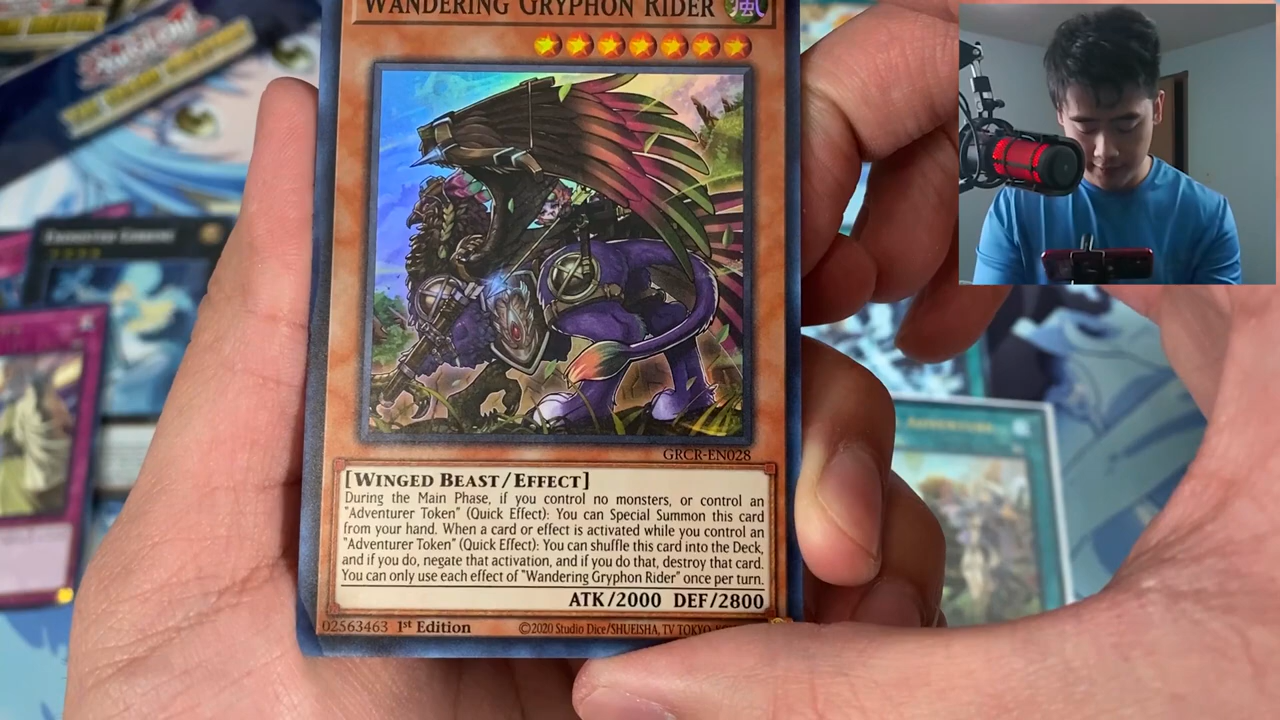 WANDERING GRYPHON RIDER
風
GRCR-EN028
[WINGED BEAST/EFFECT]
During the Main Phase, if you control no monsters, or control an
"Adventurer Token" (Quick Effect): You can Special Summon this card
from your hand. When a card or effect is activated while you control an
"Adventurer Token" (Quick Effect): You can shuffle this card into the Deck,
and if you do, negate that activation, and if you do that, destroy that card.
You can only use each effect of "Wandering Gryphon Rider" once per turn.
ATK/2000 DEF/2800
02563463 1st Edition
©2020 Studio Dice/SHUEISHA, TV TOKYO,